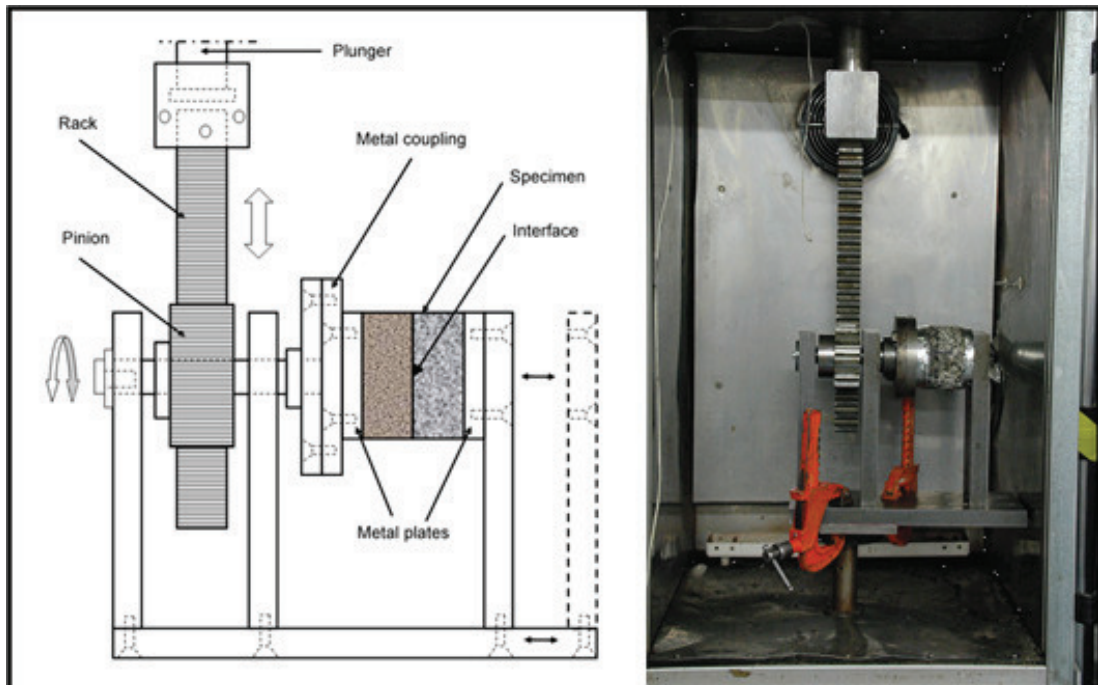 Plunger
Rack
Metal coupling
Specimen
Interface
Pinion
Metal plates